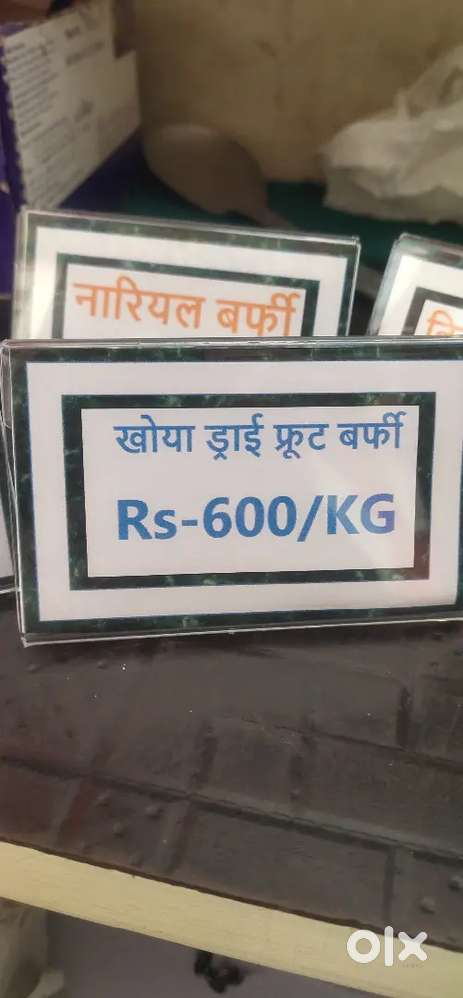 नारियल बर्फी
खोया ड्राई फ्रूट बर्फी
Rs-600/KG
olx